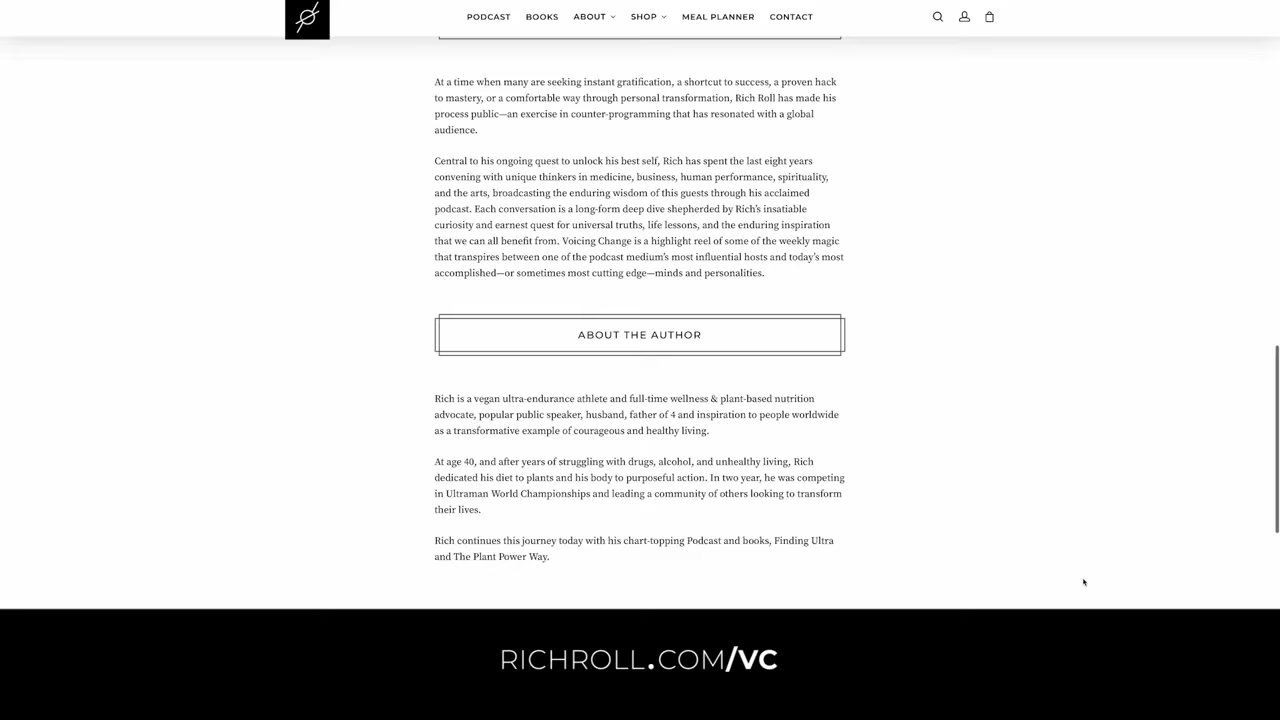 PODCAST BOOKS ABOUT SHOP MEAL PLANNER CONTACT
At a time when many are seeking instant gratification, a shortcut to success, a proven hack
to mastery, or a comfortable way through personal transformation, Rich Roll has made his
process public—an exercise in counter-programming that has resonated with a global
audience.
Central to his ongoing quest to unlock his best self, Rich has spent the last eight years
convening with unique thinkers in medicine, business, human performance, spirituality,
and the arts, broadcasting the enduring wisdom of this guests through his acclaimed
podcast. Each conversation is a long-form deep dive shepherded by Rich's insatiable
curiosity and earnest quest for universal truths, life lessons, and the enduring inspiration
that we can all benefit from. Voicing Change is a highlight reel of some of the weekly magic
that transpires between one of the podcast medium's most influential hosts and today's most
accomplished—or sometimes most cutting edge—minds and personalities.
ABOUT THE AUTHOR
Rich is a vegan ultra-endurance athlete and full-time wellness & plant-based nutrition
advocate, popular public speaker, husband, father of 4 and inspiration to people worldwide
as a transformative example of courageous and healthy living.
At age 40, and after years of struggling with drugs, alcohol, and unhealthy living, Rich
dedicated his diet to plants and his body to purposeful action. In two year, he was competing
in Ultraman World Championships and leading a community of others looking to transform
their lives.
Rich continues this journey today with his chart-topping Podcast and books, Finding Ultra
and The Plant Power Way.
RICHROLL.COM/VC